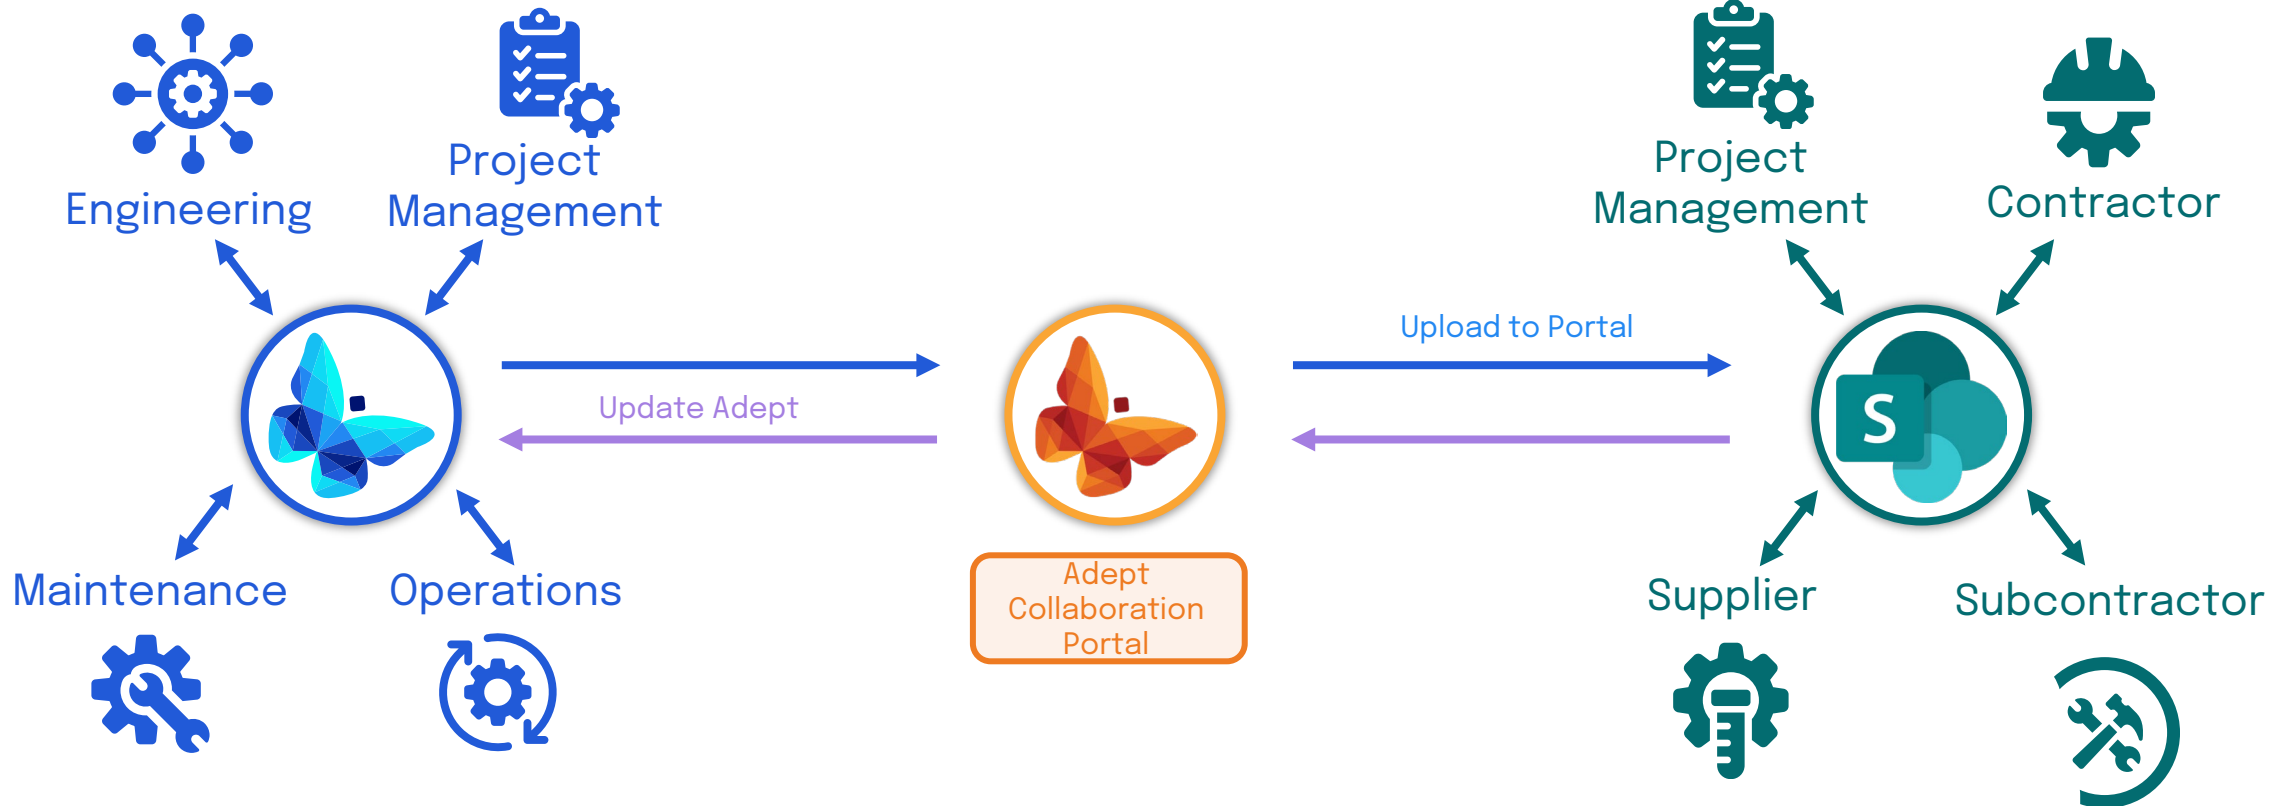 Engineering
Project
Management
Project
Management
Contractor
Upload to Portal
Update Adept
S
Adept
Collaboration
Portal
Maintenance
Operations
Supplier
Subcontractor